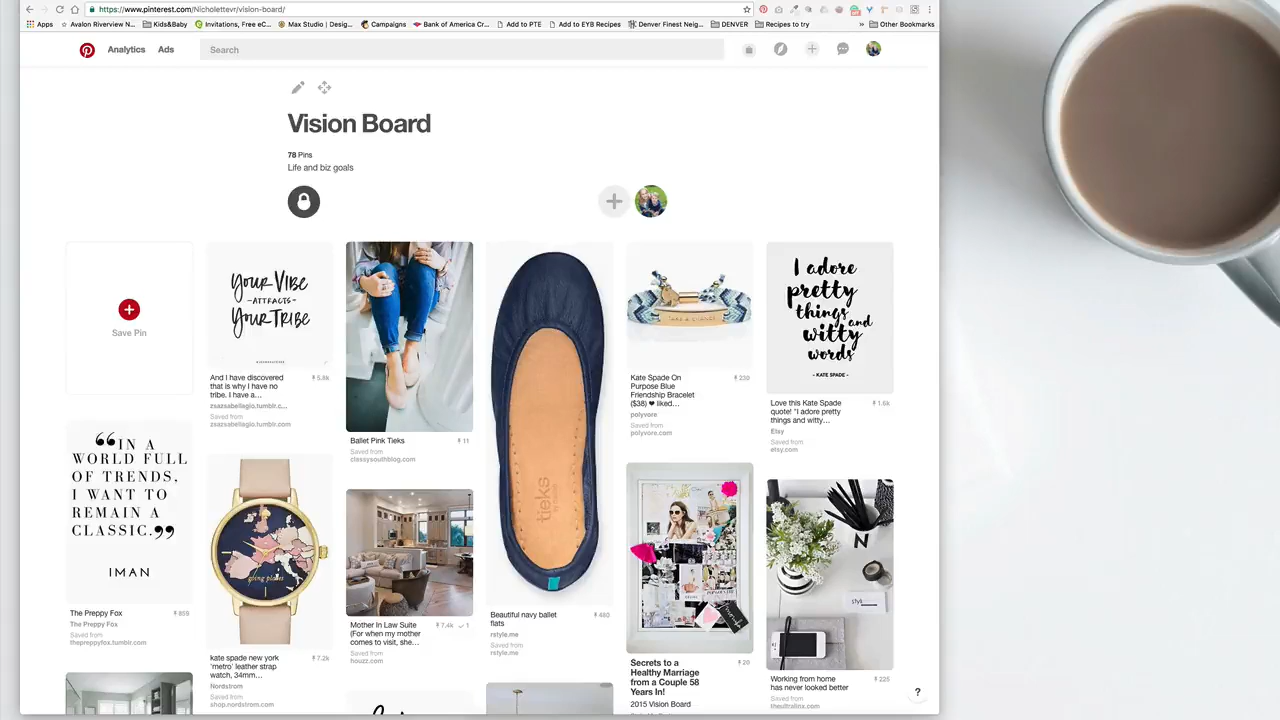 https://www.pinterest.com/Nicholettevr/vision-board/
Apps
Avalon Riverview N...
Kids&Baby
Invitations, Free eC...
Max Studio | Desig...
Campaigns
Bank of America Cr...
Add to PTE
Add to EYB Recipes
Denver Finest Neig...
DENVER
Recipes to try
»
Other Bookmarks
Analytics
Ads
Search
Vision Board
78 Pins
Life and biz goals
Save Pin
YOUR VIBE
-ATTRACTS-
YOUR TRIBE
And I have discovered
that is why I have no
tribe. I have a...
5.8k
zsazsabellagio.tumblr.c...
Saved from
zsazsabellagio.tumblr.com
Ballet Pink Tieks
11
Saved from
classysouthblog.com
tieks
Beautiful navy ballet
flats
460
rstyle.me
Saved from
rstyle.me
TAKE A CHANCE
Kate Spade On
Purpose Blue
Friendship Bracelet
($38) ❤ liked...
230
polyvore
Saved from
polyvore.com
I adore
pretty
things
and
witty
words
- KATE SPADE -
Love this Kate Spade
quote! "I adore pretty
things and witty...
1.6k
Etsy
Saved from
etsy.com
“IN A
WORLD FULL
OF TRENDS,
I WANT TO
REMAIN A
CLASSIC.”
IMAN
The Preppy Fox
859
The Preppy Fox
Saved from
thepreppyfox.tumblr.com
going places
kate spade new york
'metro' leather strap
watch, 34mm...
7.2k
Nordstrom
Saved from
shop.nordstrom.com
Mother In Law Suite
(For when my mother
comes to visit, she...
7.4k
1
Saved from
houzz.com
Secrets to a
Healthy Marriage
from a Couple 58
Years In!
20
2015 Vision Board
N
Working from home
has never looked better
225
Saved from
theultralinx.com
?